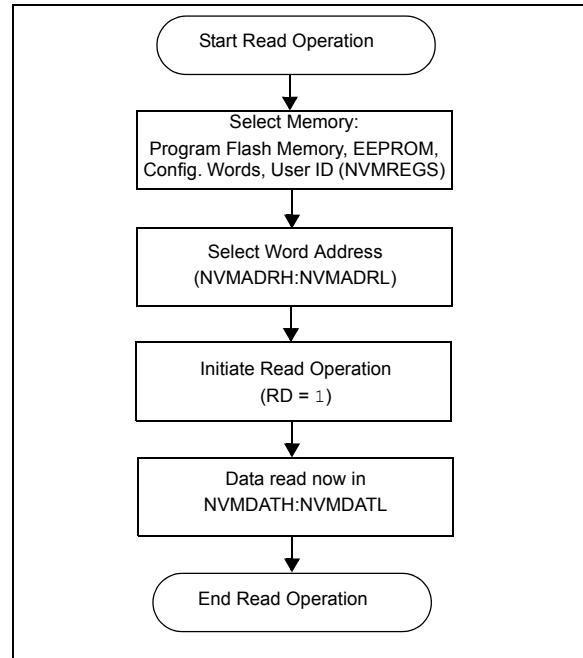 Start Read Operation
Select Memory:
Program Flash Memory, EEPROM,
Config. Words, User ID (NVMREGS)
Select Word Address
(NVMADRH:NVMADRL)
Initiate Read Operation
(RD = 1)
Data read now in
NVMDATH:NVMDATL
End Read Operation